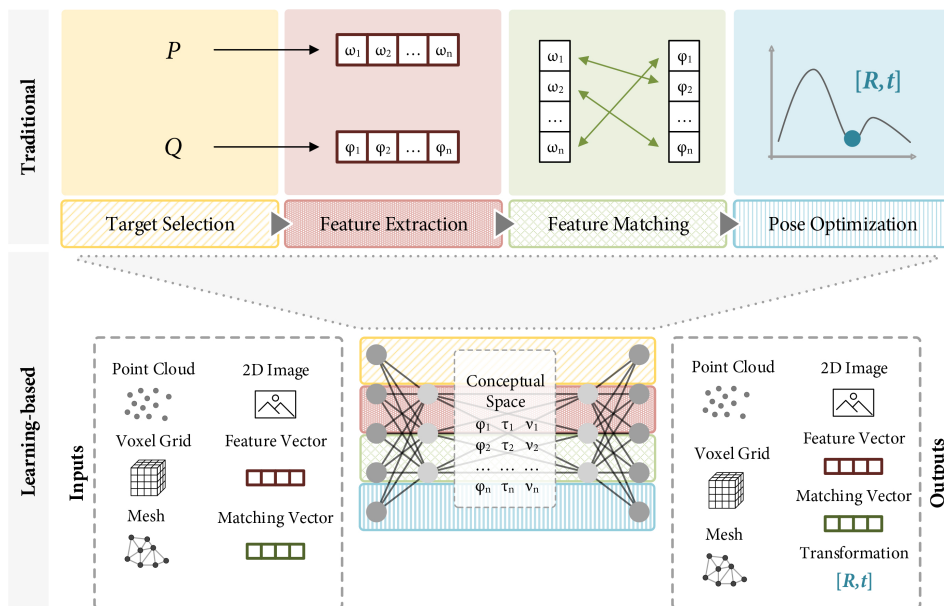 Traditional
P
ω1 ω2 … ωn
Q
φ1 φ2 … φn
ω1
ω2
...
ωn
φ1
φ2
...
φn
[R,t]
Target Selection
Feature Extraction
Feature Matching
Pose Optimization
Learning-based
Inputs
Point Cloud
2D Image
Voxel Grid
Feature Vector
Mesh
Matching Vector
Conceptual
Space
φ1 τ1 ν1
φ2 τ2 ν2
... ... ...
φn τn νn
Point Cloud
2D Image
Voxel Grid
Feature Vector
Mesh
Matching Vector
Transformation
[R,t]
Outputs